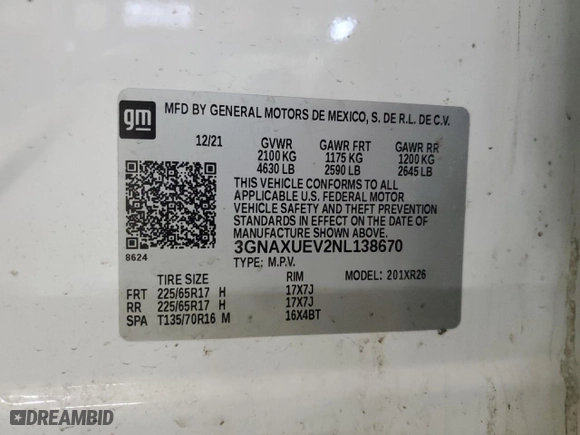 gm
MFD BY GENERAL MOTORS DE MEXICO, S. DE R.L. DE C.V.
12/21 GVWR GAWR FRT GAWR RR
2100 KG 1175 KG 1200 KG
4630 LB 2590 LB 2645 LB
THIS VEHICLE CONFORMS TO ALL
APPLICABLE U.S. FEDERAL MOTOR
VEHICLE SAFETY AND THEFT PREVENTION
STANDARDS IN EFFECT ON THE DATE OF
MANUFACTURE SHOWN ABOVE.
8624 3GNAXUEV2NL138670
TYPE: M.P.V. MODEL: 201XR26
TIRE SIZE RIM
FRT 225/65R17 H 17X7J
RR 225/65R17 H 17X7J
SPA T135/70R16 M 16X4BT
DREAMBID